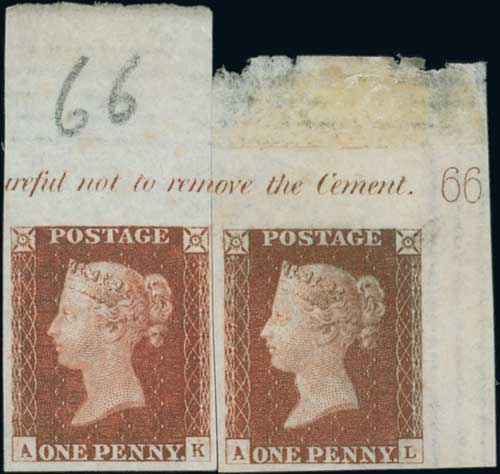 66
areful not to remove the Cement. 66
POSTAGE POSTAGE
A ONE PENNY. K A ONE PENNY. L